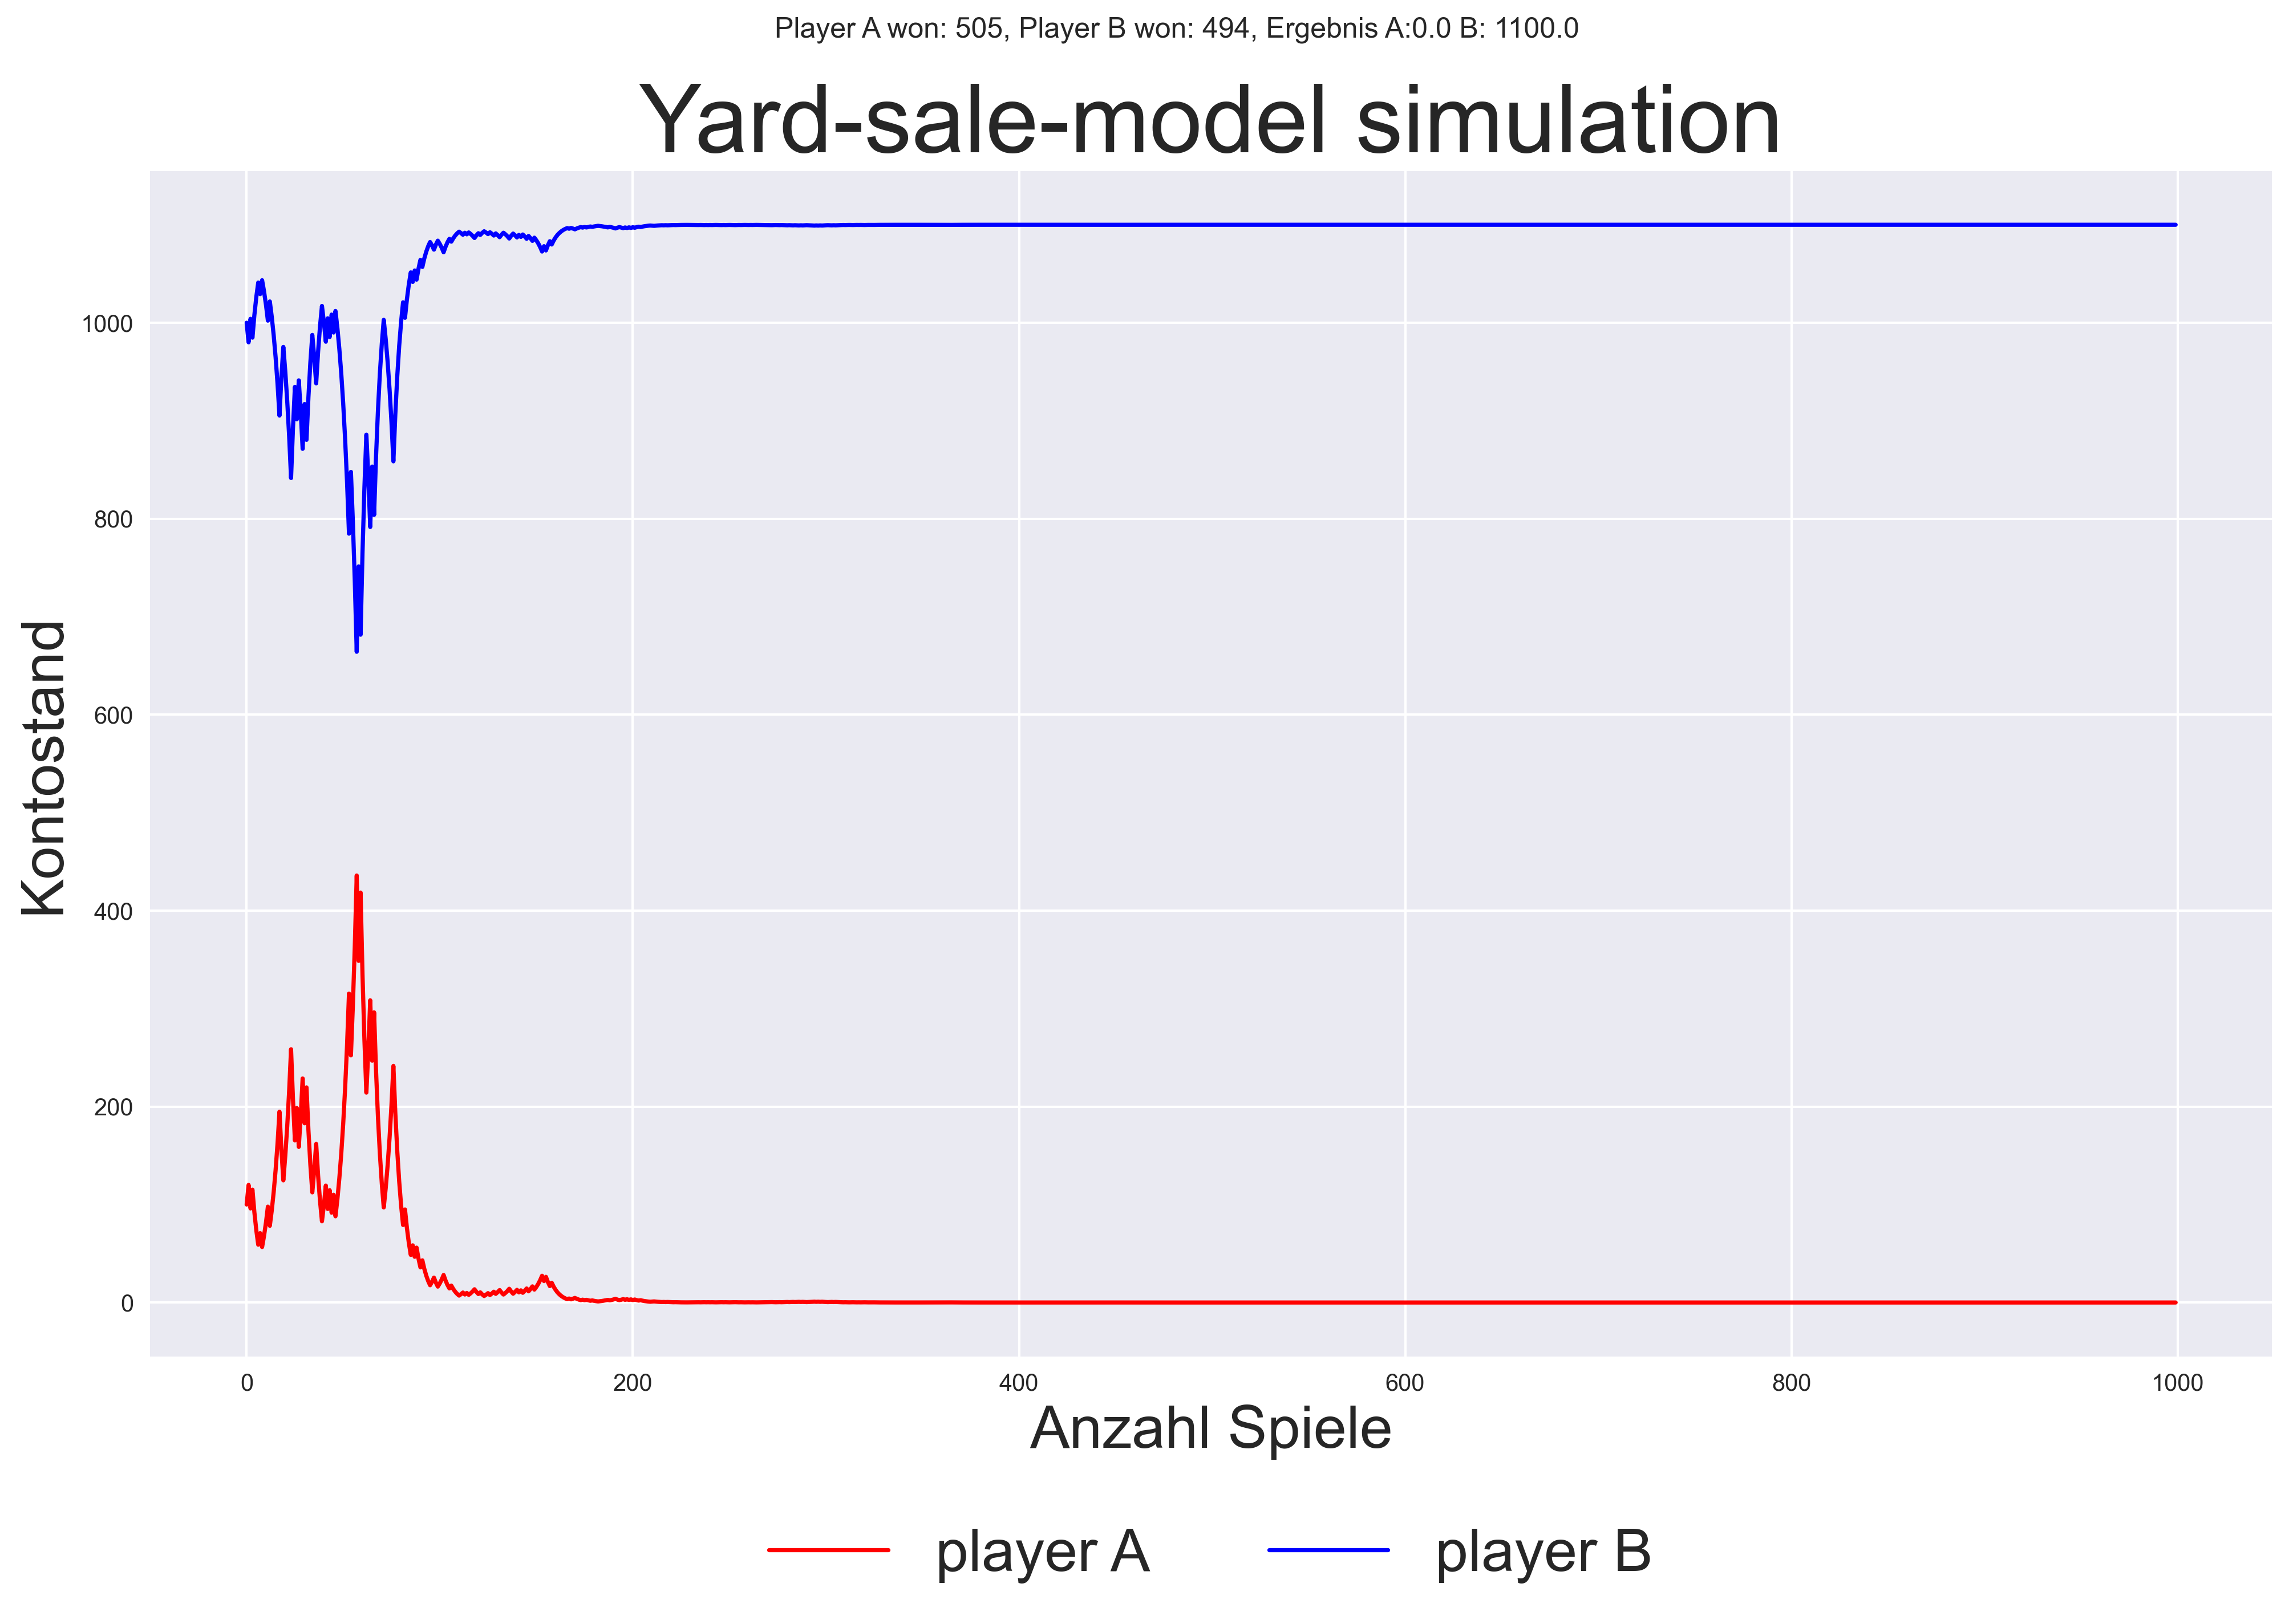 Player A won: 505, Player B won: 494, Ergebnis A:0.0 B: 1100.0
Yard-sale-model simulation
Kontostand
1000
800
600
400
200
0
0 200 400 600 800 1000
Anzahl Spiele
player A player B